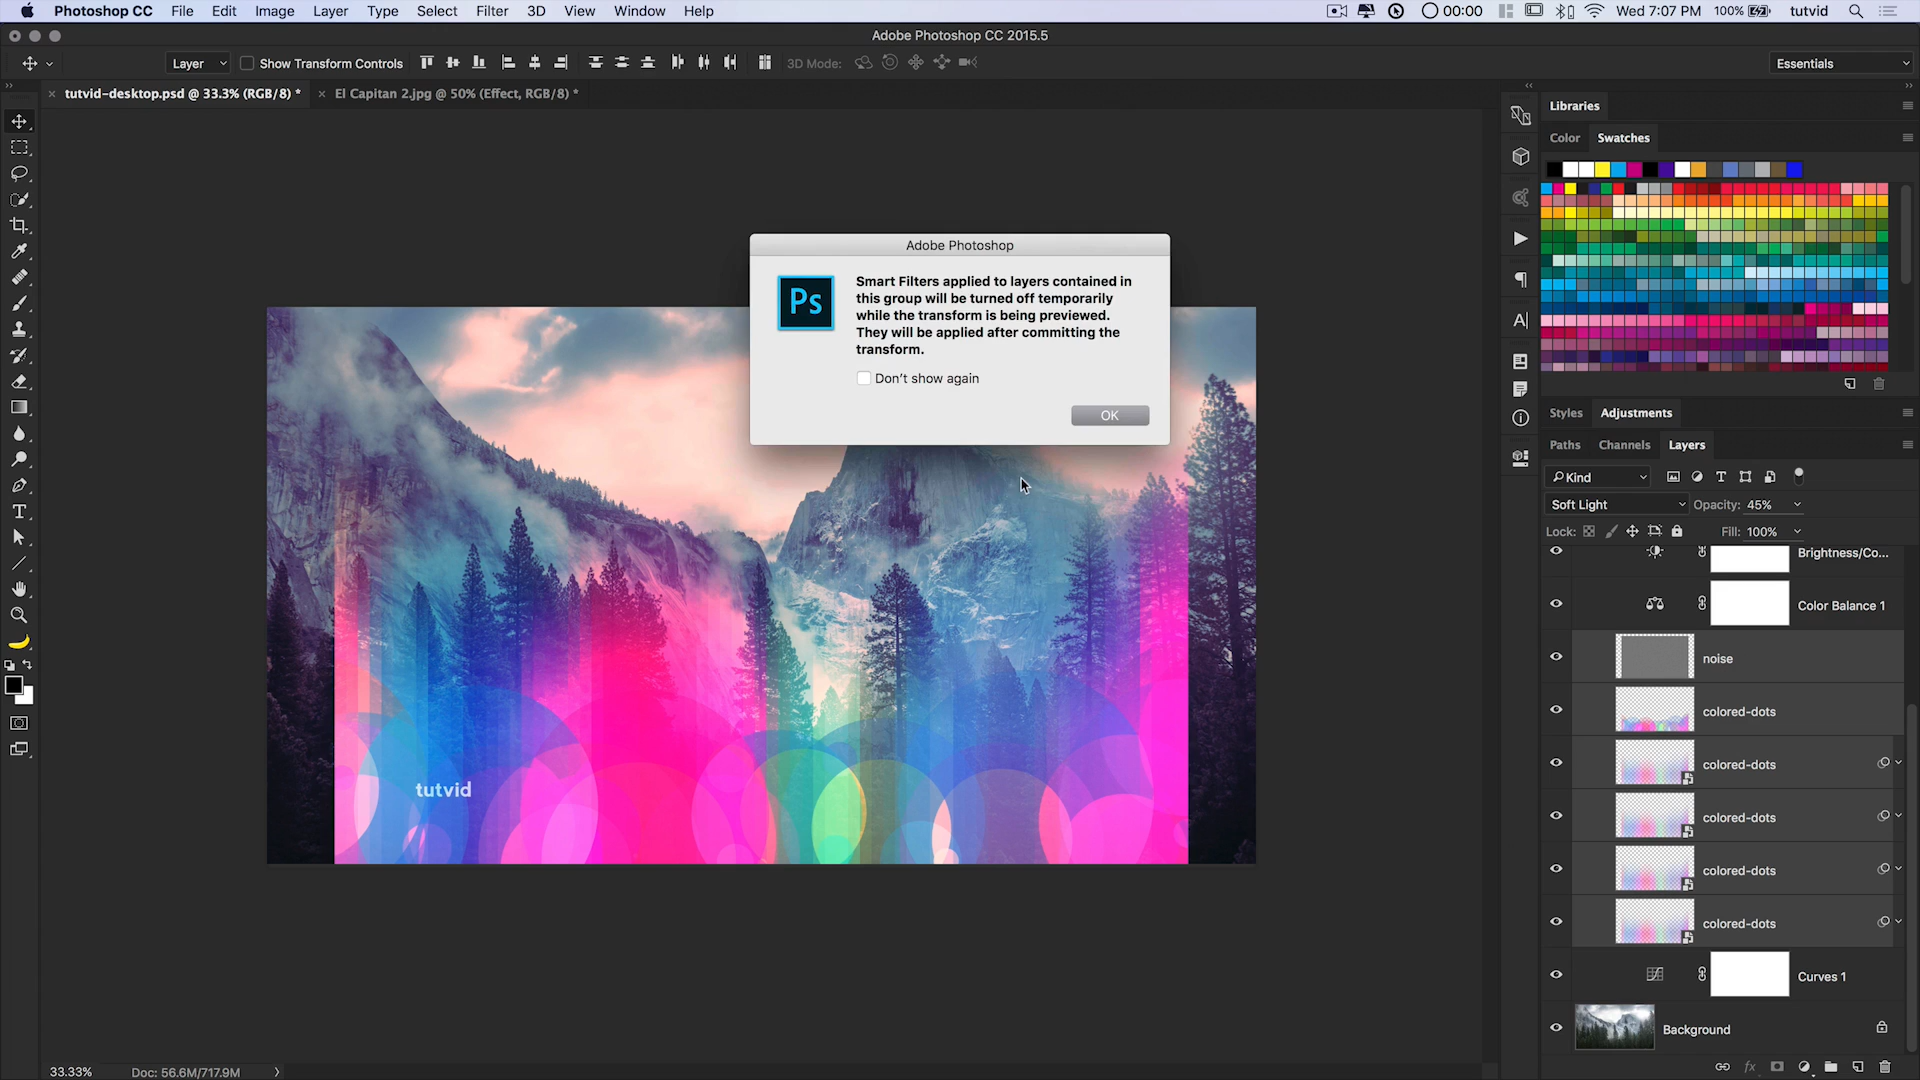 Photoshop CC File Edit Image Layer Type Select Filter 3D View Window Help 00:00 Wed 7:07 PM 100% tutvid
Adobe Photoshop CC 2015.5
Layer Show Transform Controls 3D Mode: Essentials
tutvid-desktop.psd @ 33.3% (RGB/8) * El Capitan 2.jpg @ 50% (Effect, RGB/8) *
Libraries
Color Swatches
Adobe Photoshop
Ps
Smart Filters applied to layers contained in
this group will be turned off temporarily
while the transform is being previewed.
They will be applied after committing the
transform.
Don't show again
OK
tutvid
Styles Adjustments
Paths Channels Layers
Kind
Soft Light Opacity: 45%
Lock: Fill: 100%
Brightness/Co...
Color Balance 1
noise
colored-dots
colored-dots
colored-dots
colored-dots
colored-dots
Curves 1
Background
33.33% Doc: 56.6M/717.9M